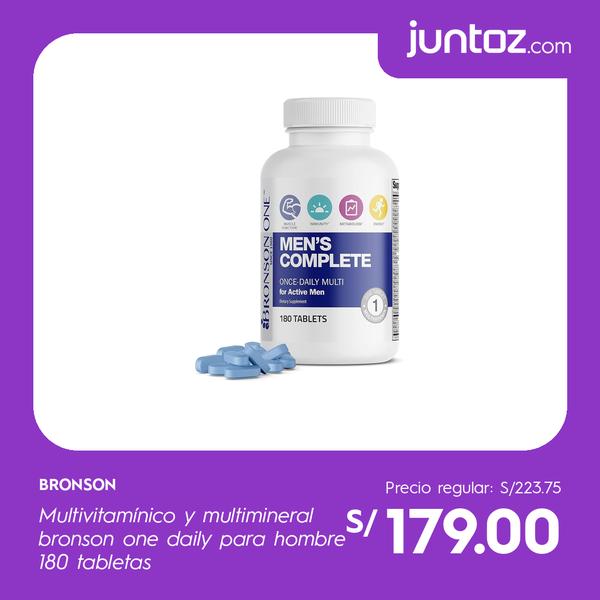 juntoz.com
BRONSON ONE
MUSCLE FUNCTION
IMMUNITY
METABOLISM
ENERGY
MEN'S
COMPLETE
ONCE-DAILY MULTI
for Active Men
Dietary Supplement
180 TABLETS
1
BRONSON
Multivitamínico y multimineral
bronson one daily para hombre
180 tabletas
Precio regular: S/223.75
S/179.00